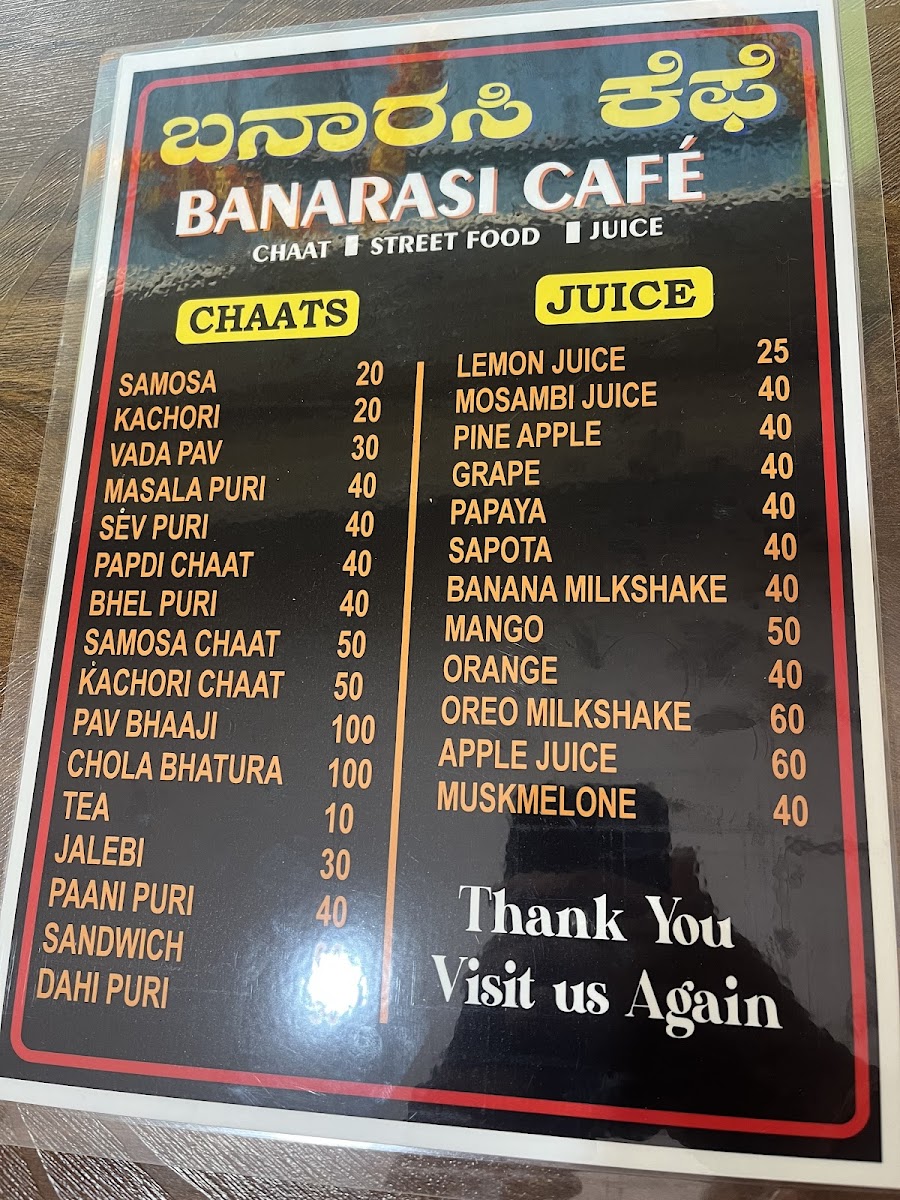 ಬನಾರಸಿ ಕೆಫೆ
BANARASI CAFÉ
CHAAT STREET FOOD JUICE
CHAATS
SAMOSA 20
KACHORI 20
VADA PAV 30
MASALA PURI 40
SEV PURI 40
PAPDI CHAAT 40
BHEL PURI 40
SAMOSA CHAAT 50
KACHORI CHAAT 50
PAV BHAAJI 100
CHOLA BHATURA 100
TEA 10
JALEBI 30
PAANI PURI 40
SANDWICH
DAHI PURI
JUICE
LEMON JUICE 25
MOSAMBI JUICE 40
PINE APPLE 40
GRAPE 40
PAPAYA 40
SAPOTA 40
BANANA MILKSHAKE 40
MANGO 50
ORANGE 40
OREO MILKSHAKE 60
APPLE JUICE 60
MUSKMELONE 40
Thank You
Visit us Again